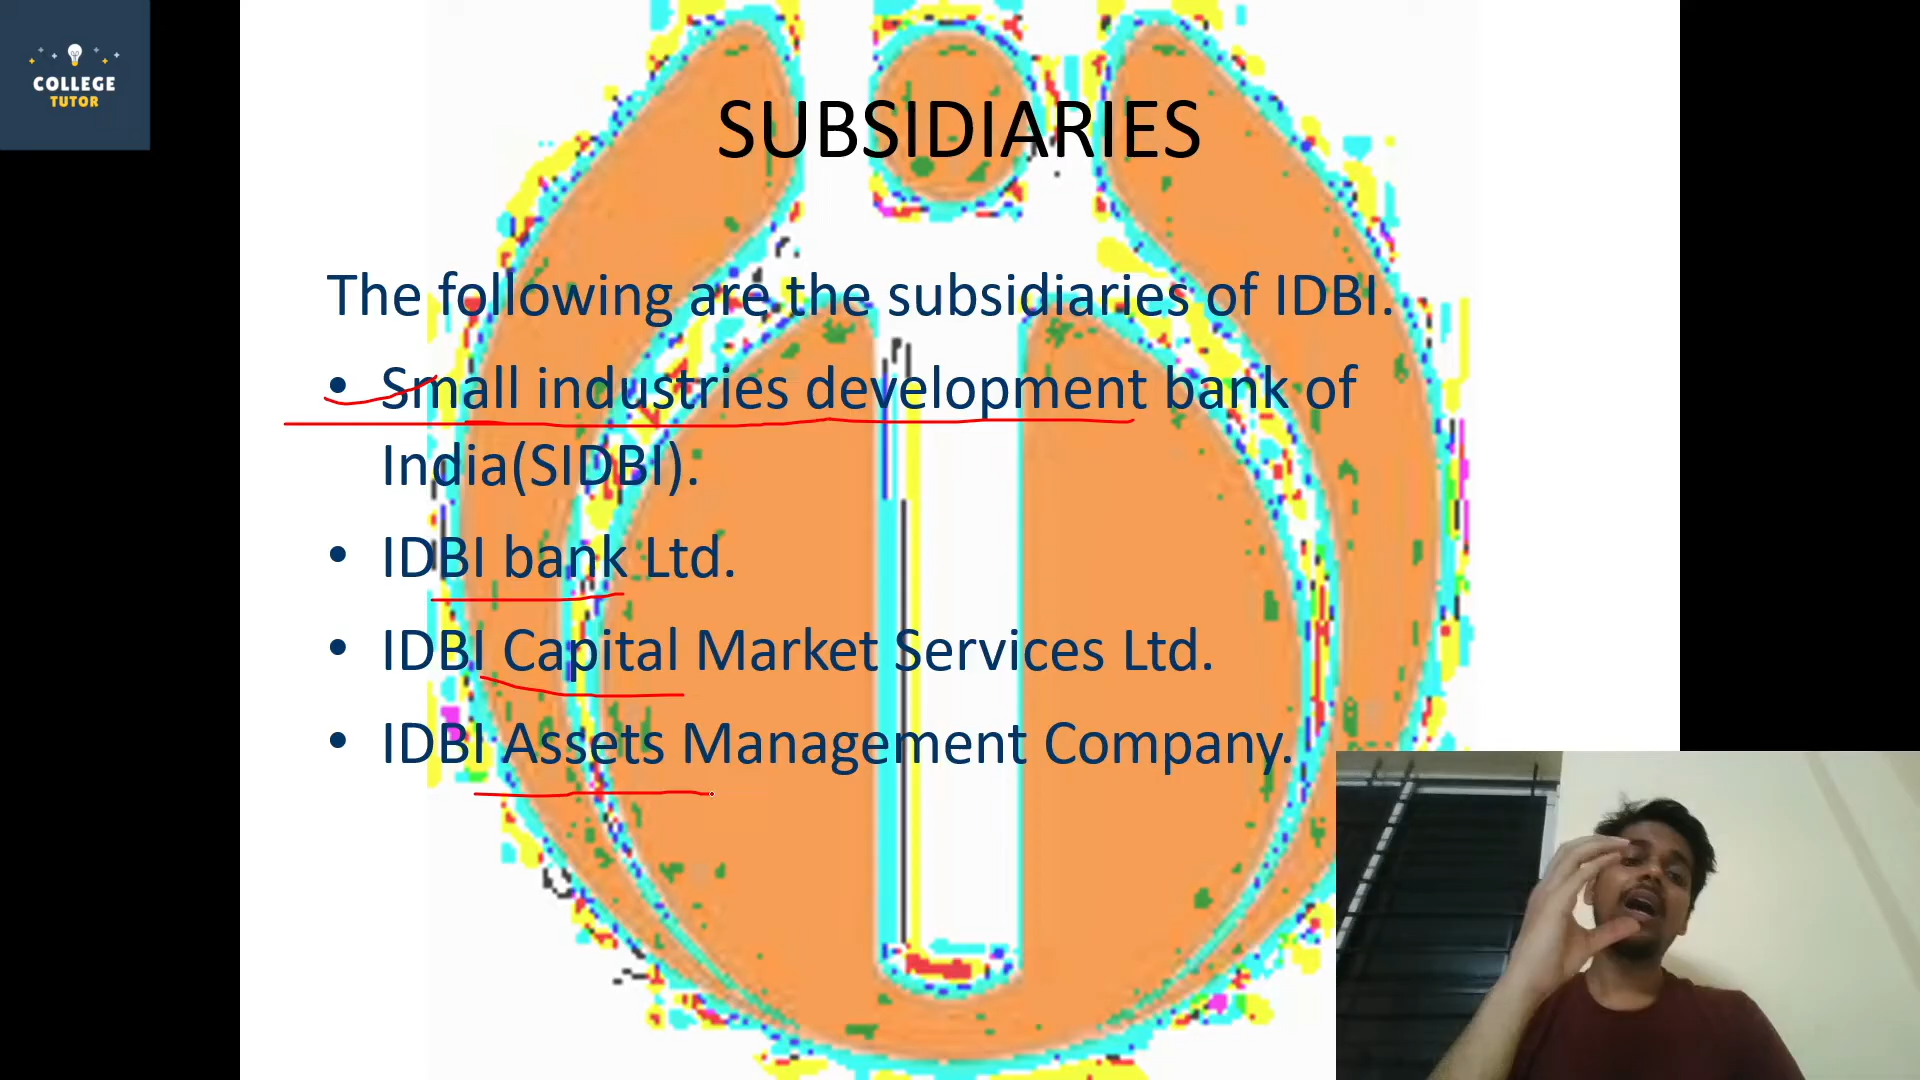 COLLEGE
TUTOR
SUBSIDIARIES
The following are the subsidiaries of IDBI.
• Small industries development bank of
India(SIDBI).
• IDBI bank Ltd.
• IDBI Capital Market Services Ltd.
• IDBI Assets Management Company.